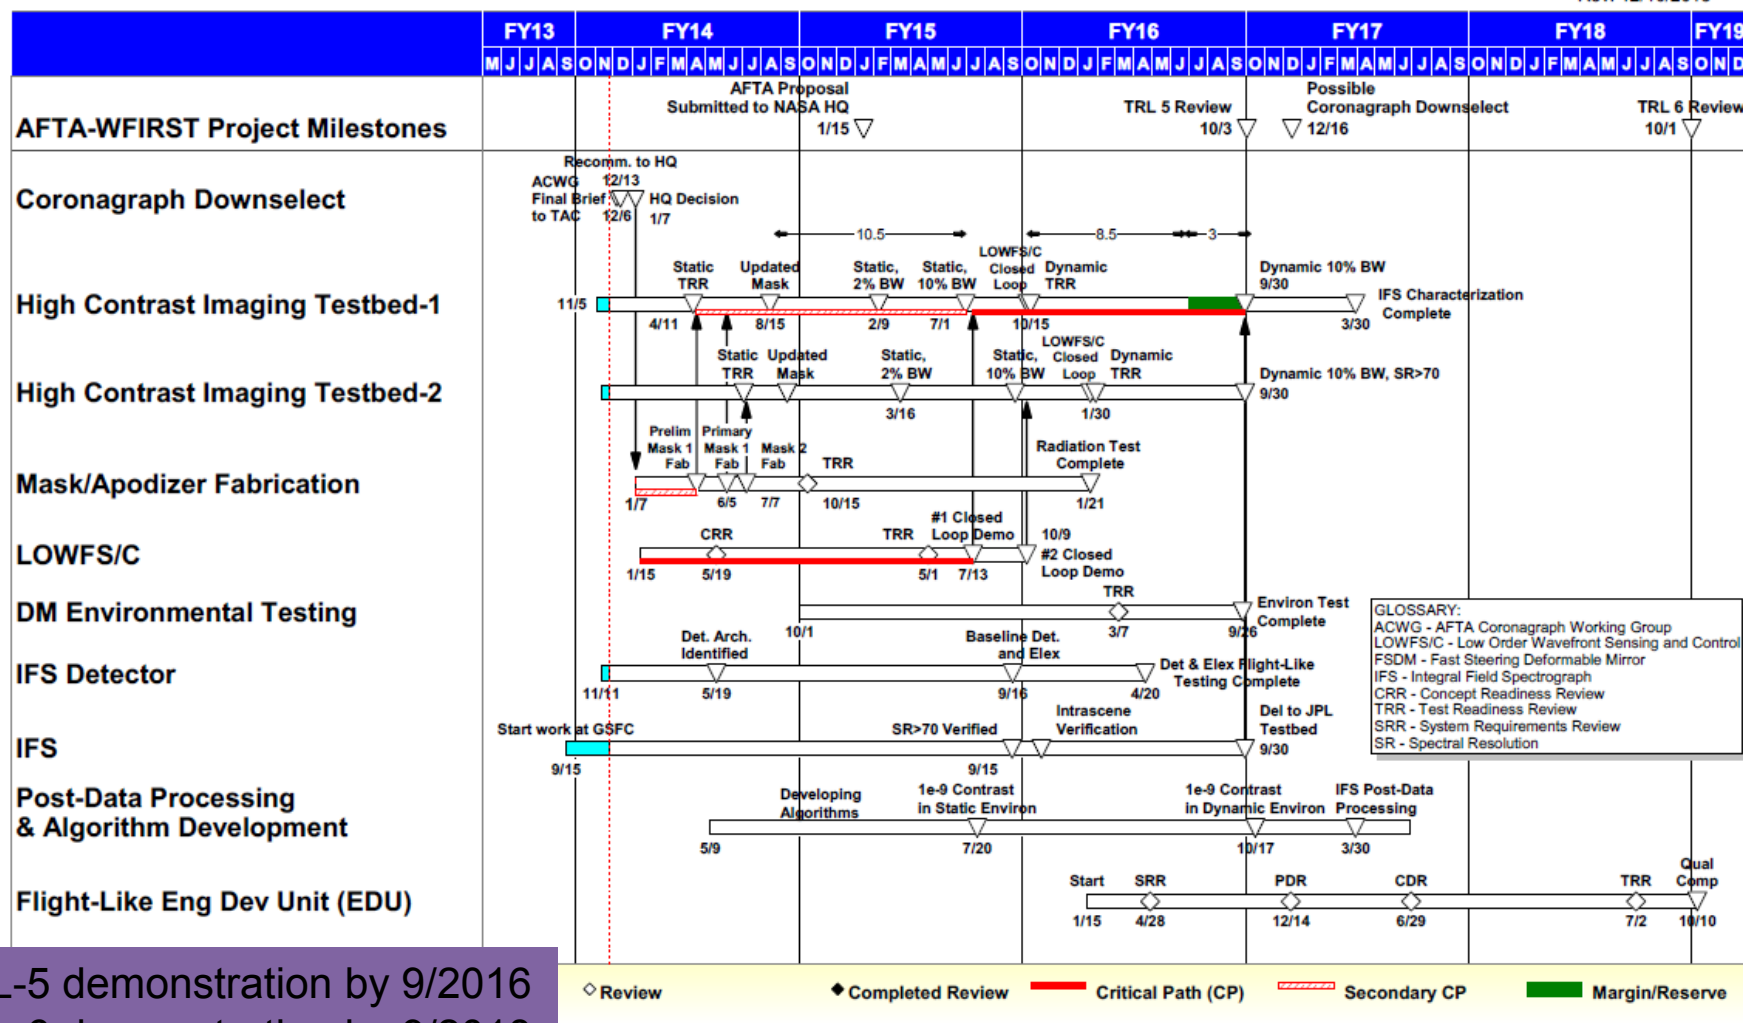 FY13 FY14 FY15 FY16 FY17 FY18 FY19
M J J A S O N D J F M A M J J A S O N D J F M A M J J A S O N D J F M A M J J A S O N D J F M A M J J A S O N D J F M A M J J A S O N D
AFTA-WFIRST Project Milestones
AFTA Proposal
Submitted to NASA HQ
1/15
TRL 5 Review
10/3
Possible
Coronagraph Downselect
12/16
TRL 6 Review
10/1
Coronagraph Downselect
Recomm. to HQ
12/13
ACWG
Final Brief
to TAC
12/6
HQ Decision
1/7
10.5
8.5
3
High Contrast Imaging Testbed-1
11/5
Static
TRR
4/11
Updated
Mask
8/15
Static,
2% BW
2/9
Static,
10% BW
7/1
LOWFS/C
Closed
Loop
Dynamic
TRR
10/15
Dynamic 10% BW
9/30
IFS Characterization
Complete
3/30
High Contrast Imaging Testbed-2
Static
TRR
Updated
Mask
Static,
2% BW
3/16
Static,
10% BW
LOWFS/C
Closed
Loop
Dynamic
TRR
1/30
Dynamic 10% BW, SR>70
9/30
Mask/Apodizer Fabrication
1/7
Prelim
Mask 1
Fab
Primary
Mask 1
Fab
6/5
Mask 2
Fab
7/7
TRR
10/15
Radiation Test
Complete
1/21
LOWFS/C
1/15
CRR
5/19
TRR
5/1
#1 Closed
Loop Demo
7/13
10/9
#2 Closed
Loop Demo
DM Environmental Testing
10/1
TRR
3/7
Environ Test
Complete
9/26
IFS Detector
11/11
Det. Arch.
Identified
5/19
Baseline Det.
and Elex
9/16
Det & Elex Flight-Like
Testing Complete
4/20
IFS
Start work at GSFC
9/15
SR>70 Verified
9/15
Intrascene
Verification
Del to JPL
Testbed
9/30
Post-Data Processing
& Algorithm Development
5/9
Developing
Algorithms
1e-9 Contrast
in Static Environ
7/20
1e-9 Contrast
in Dynamic Environ
10/17
IFS Post-Data
Processing
3/30
Flight-Like Eng Dev Unit (EDU)
Start
1/15
SRR
4/28
PDR
12/14
CDR
6/29
TRR
7/2
Qual
Comp
10/10
GLOSSARY:
ACWG - AFTA Coronagraph Working Group
LOWFS/C - Low Order Wavefront Sensing and Control
FSDM - Fast Steering Deformable Mirror
IFS - Integral Field Spectrograph
CRR - Concept Readiness Review
TRR - Test Readiness Review
SRR - System Requirements Review
SR - Spectral Resolution
-5 demonstration by 9/2016
Review
Completed Review
Critical Path (CP)
Secondary CP
Margin/Reserve